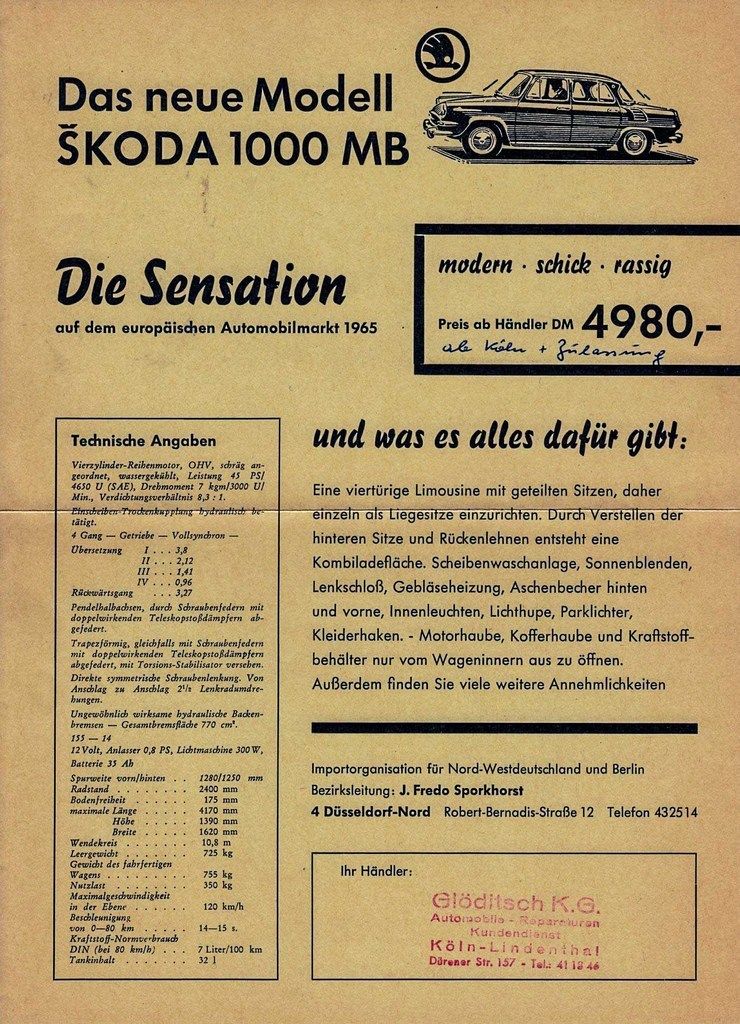 Das neue Modell
ŠKODA 1000 MB
Die Sensation
auf dem europäischen Automobilmarkt 1965
modern · schick · rassig
Preis ab Händler DM 4980,-
ab Köln + Zulassung
Technische Angaben
Vierzylinder-Reihenmotor, OHV, schräg an-
geordnet, wassergekühlt, Leistung 45 PS/
4650 U (SAE), Drehmoment 7 kgm/3000 U/
Min., Verdichtungsverhältnis 8,3 : 1.
Einscheiben-Trockenkupplung hydraulisch be-
tätigt.
4 Gang — Getriebe — Vollsynchron —
Übersetzung I . . . 3,8
II . . . 2,12
III . . . 1,41
IV . . . 0,96
Rückwärtsgang . . . 3,27
Pendelhalbachsen, durch Schraubenfedern mit
doppelwirkenden Teleskopstoßdämpfern ab-
gefedert.
Trapezförmig, gleichfalls mit Schraubenfedern
mit doppelwirkenden Teleskopstoßdämpfern
abgefedert, mit Torsions-Stabilisator versehen.
Direkte symmetrische Schraubenlenkung. Von
Anschlag zu Anschlag 2½ Lenkradumdre-
hungen.
Ungewöhnlich wirksame hydraulische Backen-
bremsen — Gesamtbremsfläche 770 cm².
155 — 14
12 Volt, Anlasser 0,8 PS, Lichtmaschine 300 W,
Batterie 35 Ah
Spurweite vorn/hinten . . 1280/1250 mm
Radstand . . . . . . . . 2400 mm
Bodenfreiheit . . . . . . 175 mm
maximale Länge . . . . . 4170 mm
Höhe . . . . . 1390 mm
Breite . . . . . 1620 mm
Wendekreis . . . . . . . 10,8 m
Leergewicht . . . . . . . 725 kg
Gewicht des fahrfertigen
Wagens . . . . . . . . . 755 kg
Nutzlast . . . . . . . . 350 kg
Maximalgeschwindigkeit
in der Ebene . . . . . . 120 km/h
Beschleunigung
von 0—80 km . . . . . 14—15 s.
Kraftstoff-Normverbrauch
DIN (bei 80 km/h) . . . 7 Liter/100 km
Tankinhalt . . . . . . . 32 l
und was es alles dafür gibt:
Eine viertürige Limousine mit geteilten Sitzen, daher
einzeln als Liegesitze einzurichten. Durch Verstellen der
hinteren Sitze und Rückenlehnen entsteht eine
Kombiladefläche. Scheibenwaschanlage, Sonnenblenden,
Lenkschloß, Gebläseheizung, Aschenbecher hinten
und vorne, Innenleuchten, Lichthupe, Parklichter,
Kleiderhaken. - Motorhaube, Kofferhaube und Kraftstoff-
behälter nur vom Wageninnern aus zu öffnen.
Außerdem finden Sie viele weitere Annehmlichkeiten
Importorganisation für Nord-Westdeutschland und Berlin
Bezirksleitung: J. Fredo Sporkhorst
4 Düsseldorf-Nord Robert-Bernadis-Straße 12 Telefon 432514
Ihr Händler:
Glöditsch K.G.
Automobile - Reparaturen
Kundendienst
Köln-Lindenthal
Dürener Str. 157 - Tel.: 41 13 46